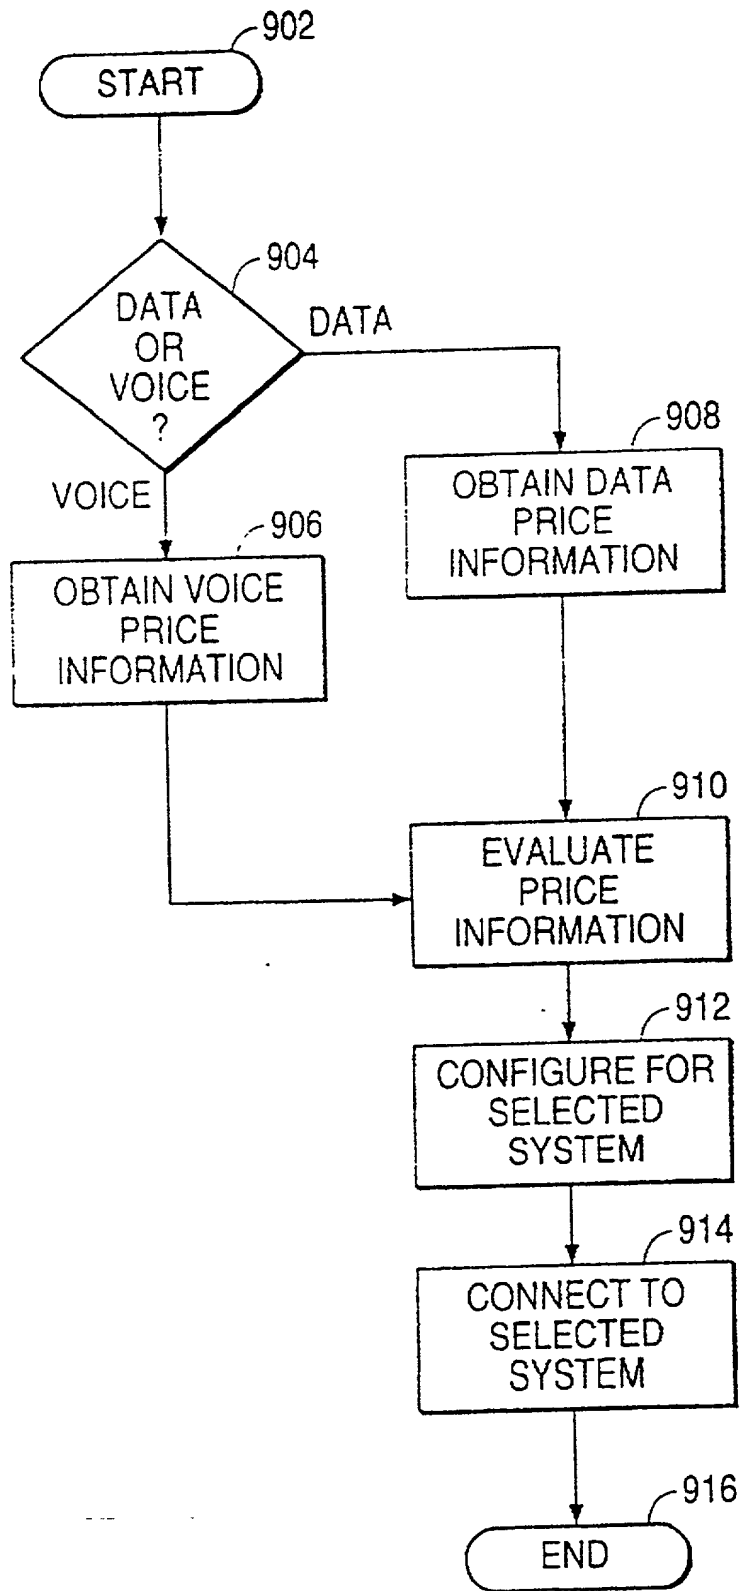 902
START
904
DATA
OR
VOICE
?
DATA
VOICE
908
OBTAIN DATA
PRICE
INFORMATION
906
OBTAIN VOICE
PRICE
INFORMATION
910
EVALUATE
PRICE
INFORMATION
912
CONFIGURE FOR
SELECTED
SYSTEM
914
CONNECT TO
SELECTED
SYSTEM
916
END